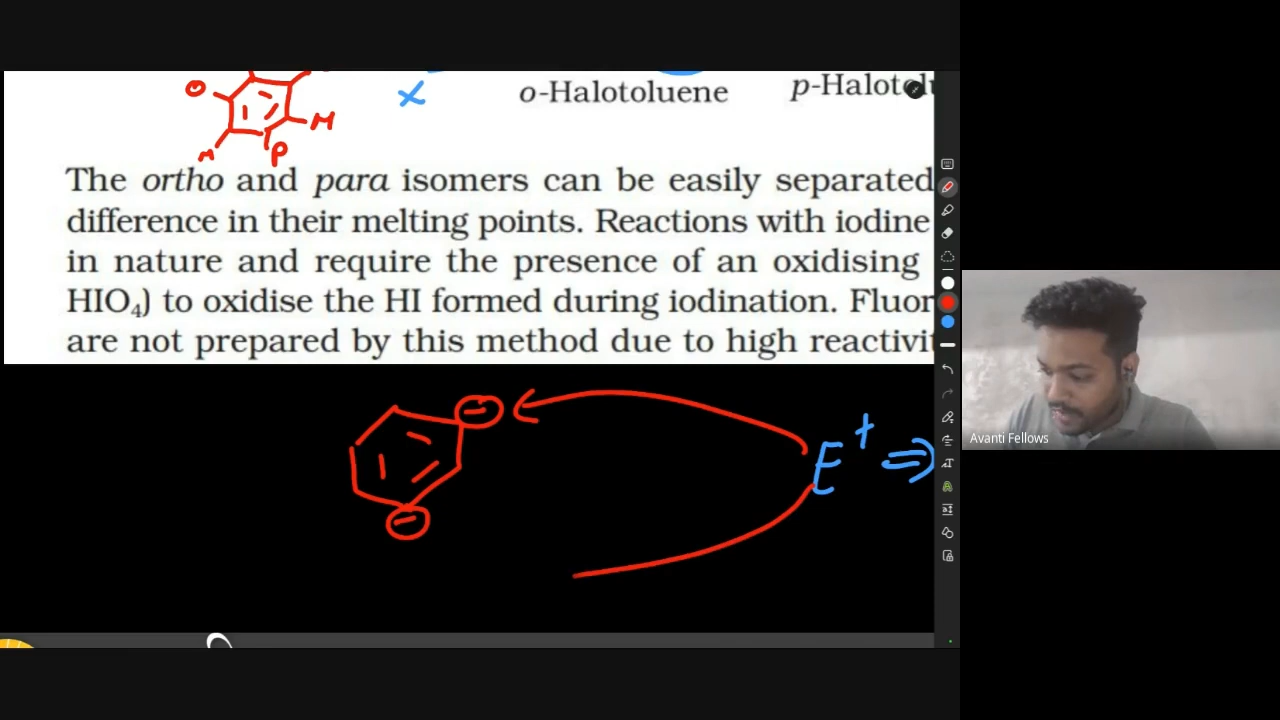 O
M
M
P
x
o-Halotoluene
p-Halotolu
The ortho and para isomers can be easily separated
difference in their melting points. Reactions with iodine
in nature and require the presence of an oxidising
HIO4) to oxidise the HI formed during iodination. Fluor
are not prepared by this method due to high reactivit
E+ ⇒
Avanti Fellows